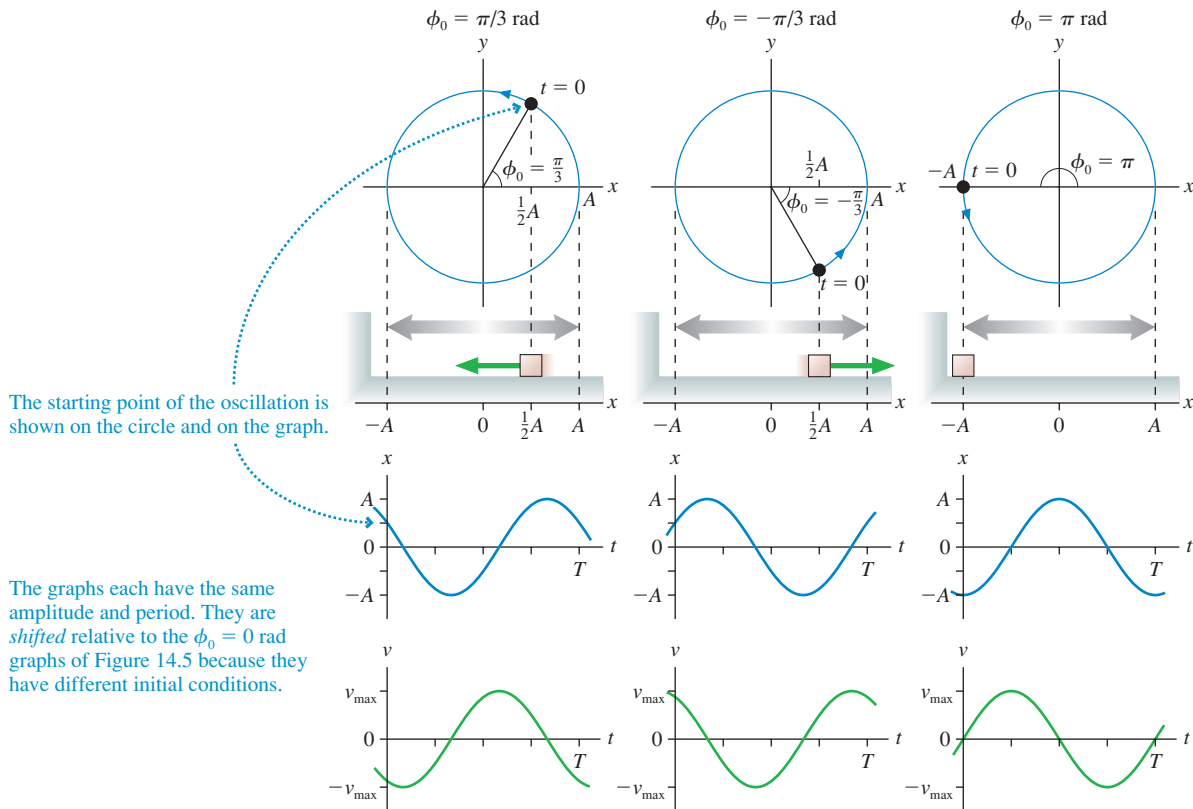 ϕ₀ = π/3 rad
y
t = 0
ϕ₀ = π/3
x
½A
A
ϕ₀ = −π/3 rad
y
½A
x
ϕ₀ = −π/3
A
t = 0
ϕ₀ = π rad
y
−A
t = 0
ϕ₀ = π
x
A
The starting point of the oscillation is
shown on the circle and on the graph.
x
−A 0 ½A A
x
−A 0 ½A A
x
−A 0 A
The graphs each have the same
amplitude and period. They are
shifted relative to the ϕ₀ = 0 rad
graphs of Figure 14.5 because they
have different initial conditions.
x
A
0
−A
t
T
x
A
0
−A
t
T
x
A
0
−A
t
T
v
vmax
0
−vmax
t
T
v
vmax
0
−vmax
t
T
v
vmax
0
−vmax
t
T